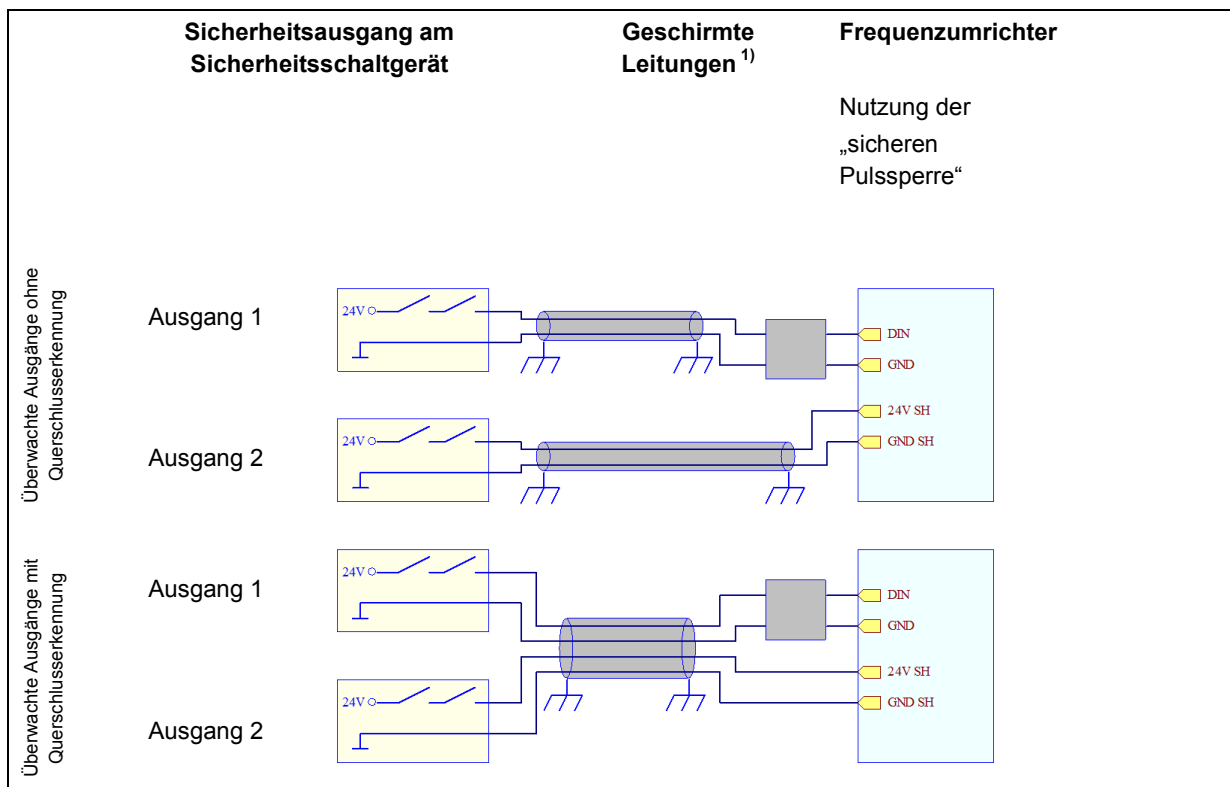 Sicherheitsausgang am
Sicherheitsschaltgerät
Geschirmte
Leitungen 1)
Frequenzumrichter
Nutzung der
„sicheren
Pulssperre“
Überwachte Ausgänge ohne
Querschlusserkennung
Ausgang 1
24V
DIN
GND
24V SH
GND SH
Ausgang 2
24V
Überwachte Ausgänge mit
Querschlusserkennung
Ausgang 1
24V
DIN
GND
24V SH
GND SH
Ausgang 2
24V